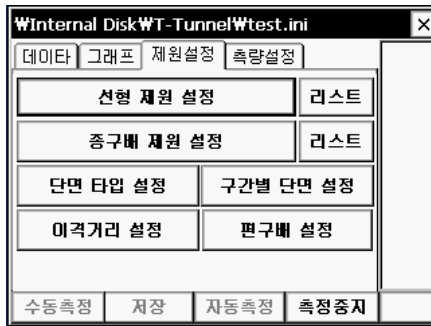 ₩Internal Disk₩T-Tunnel₩test.ini ×
데이타 그래프 제원설정 측량설정
선형 제원 설정 리스트
종구배 제원 설정 리스트
단면 타입 설정 구간별 단면 설정
이격거리 설정 편구배 설정
수동측정 저장 자동측정 측정중지